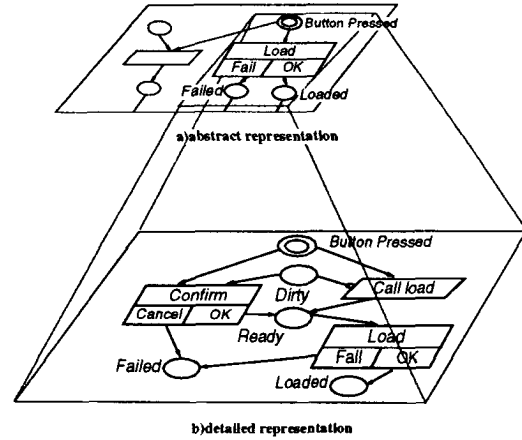 Button Pressed
Load
Fail OK
Failed Loaded
a)abstract representation
Button Pressed
Dirty Call load
Confirm
Cancel OK
Ready
Load
Fail OK
Failed
Loaded
b)detailed representation